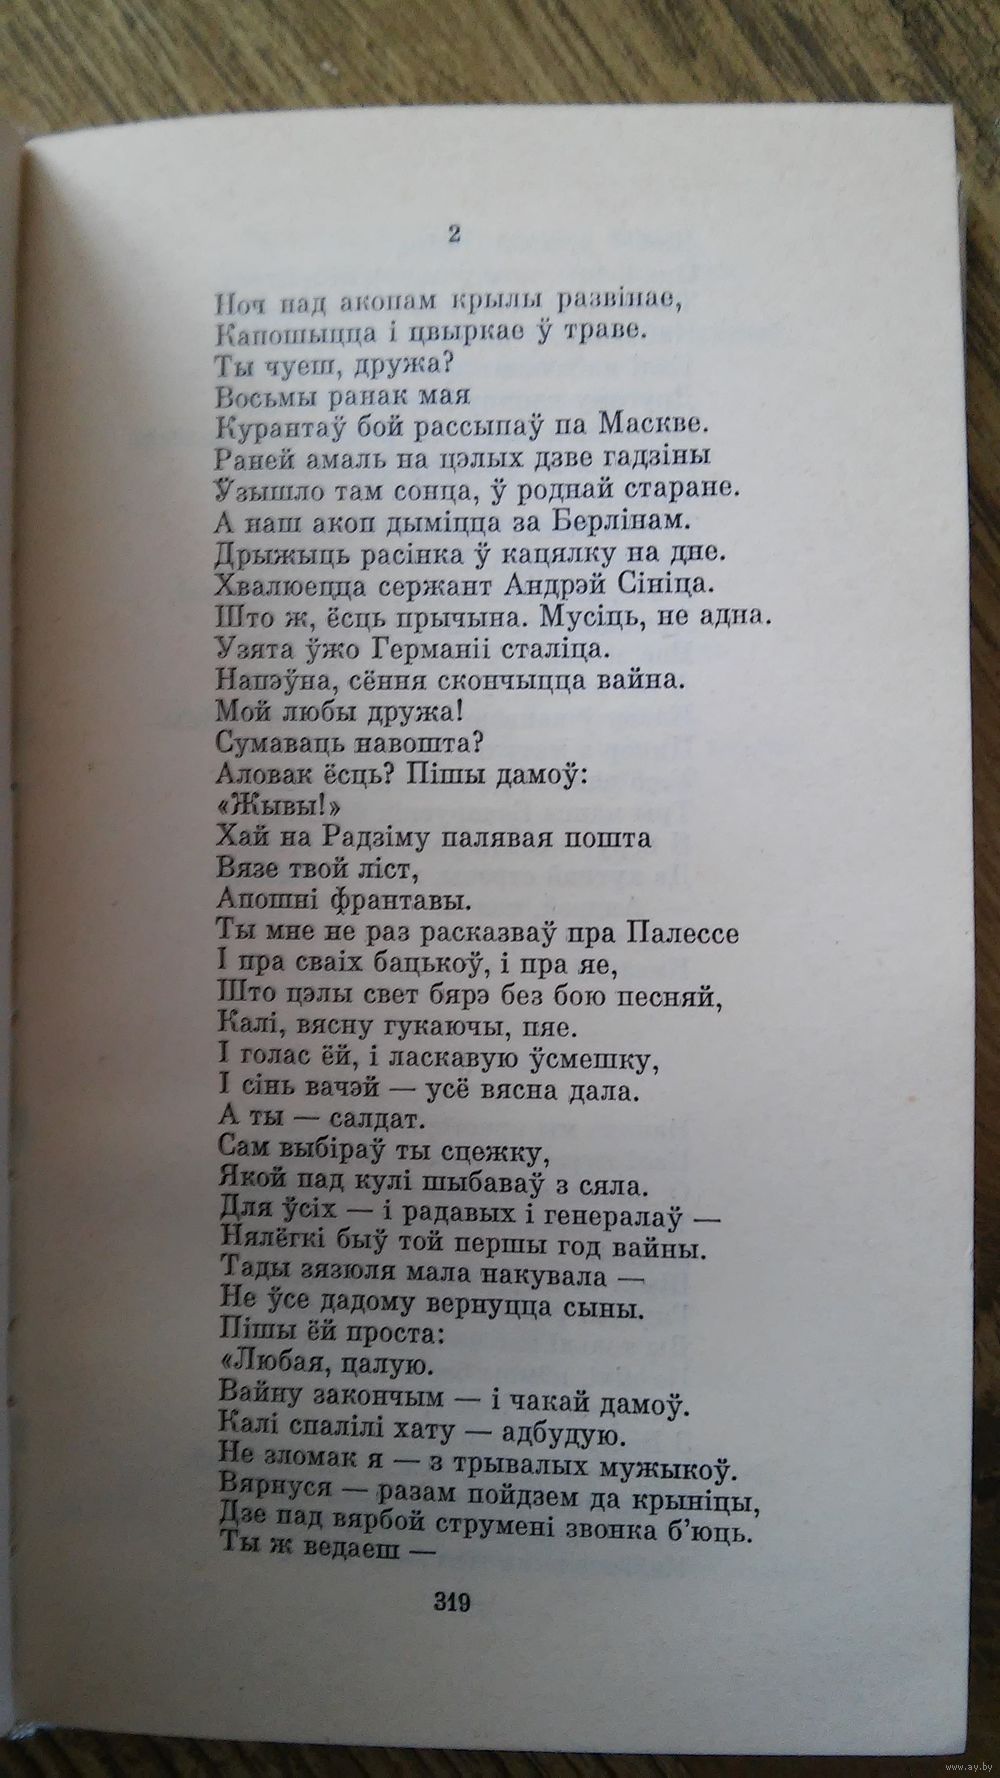 2
Ноч над акопам крылы развінае,
Капошыцца і цвыркае ў траве.
Ты чуеш, дружа?
Восьмы ранак мая
Курантаў бой рассыпаў па Маскве.
Раней амаль на цэлых дзве гадзіны
Ўзышло там сонца, ў роднай старане.
А наш акоп дыміцца за Берлінам.
Дрыжыць расінка ў кацялку на дне.
Хвалюецца сержант Андрэй Сініца.
Што ж, ёсць прычына. Мусіць, не адна.
Узята ўжо Германіі сталіца.
Напэўна, сёння скончыцца вайна.
Мой любы дружа!
Сумаваць навошта?
Аловак ёсць? Пішы дамоў:
«Жывы!»
Хай на Радзіму палявая пошта
Вязе твой ліст,
Апошні франтавы.
Ты мне не раз расказваў пра Палессе
І пра сваіх бацькоў, і пра яе,
Што цэлы свет бярэ без бою песняй,
Калі, вясну гукаючы, пяе.
І голас ёй, і ласкавую ўсмешку,
І сінь вачэй — усё вясна дала.
А ты — салдат.
Сам выбіраў ты сцежку,
Якой пад кулі шыбаваў з сяла.
Для ўсіх — і радавых і генералаў —
Нялёгкі быў той першы год вайны.
Тады зязюля мала накувала —
Не ўсе дадому вернуцца сыны.
Пішы ёй проста:
«Любая, цалую.
Вайну закончым — і чакай дамоў.
Калі спалілі хату — адбудую.
Не зломак я — з трывалых мужыкоў.
Вярнуся — разам пойдзем да крыніцы,
Дзе пад вярбой струмені звонка б’юць.
Ты ж ведаеш —
319
www.ay.by